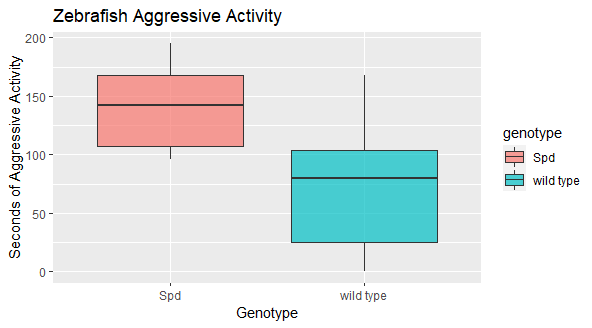 Zebrafish Aggressive Activity
Seconds of Aggressive Activity
200
150
100
50
0
Spd
wild type
Genotype
genotype
Spd
wild type